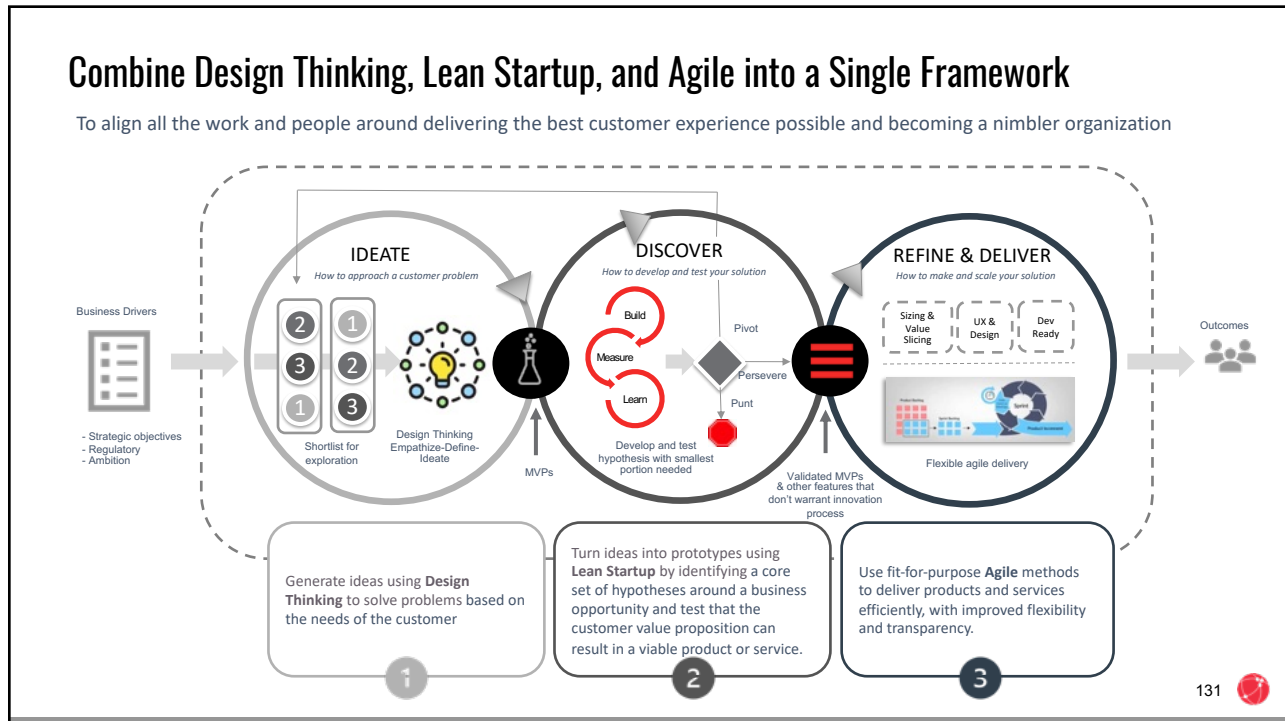 Combine Design Thinking, Lean Startup, and Agile into a Single Framework
To align all the work and people around delivering the best customer experience possible and becoming a nimbler organization
Business Drivers
- Strategic objectives
- Regulatory
- Ambition
IDEATE
How to approach a customer problem
2
3
1
1
2
3
Shortlist for
exploration
Design Thinking
Empathize-Define-
Ideate
MVPs
DISCOVER
How to develop and test your solution
Build
Measure
Learn
Pivot
Persevere
Punt
Develop and test
hypothesis with smallest
portion needed
Validated MVPs
& other features that
don't warrant innovation
process
REFINE & DELIVER
How to make and scale your solution
Sizing &
Value
Slicing
UX &
Design
Dev
Ready
Product Backlog
Sprint Backlog
Sprint
Product Increment
Flexible agile delivery
Outcomes
Generate ideas using Design
Thinking to solve problems based on
the needs of the customer
1
Turn ideas into prototypes using
Lean Startup by identifying a core
set of hypotheses around a business
opportunity and test that the
customer value proposition can
result in a viable product or service.
2
Use fit-for-purpose Agile methods
to deliver products and services
efficiently, with improved flexibility
and transparency.
3
131